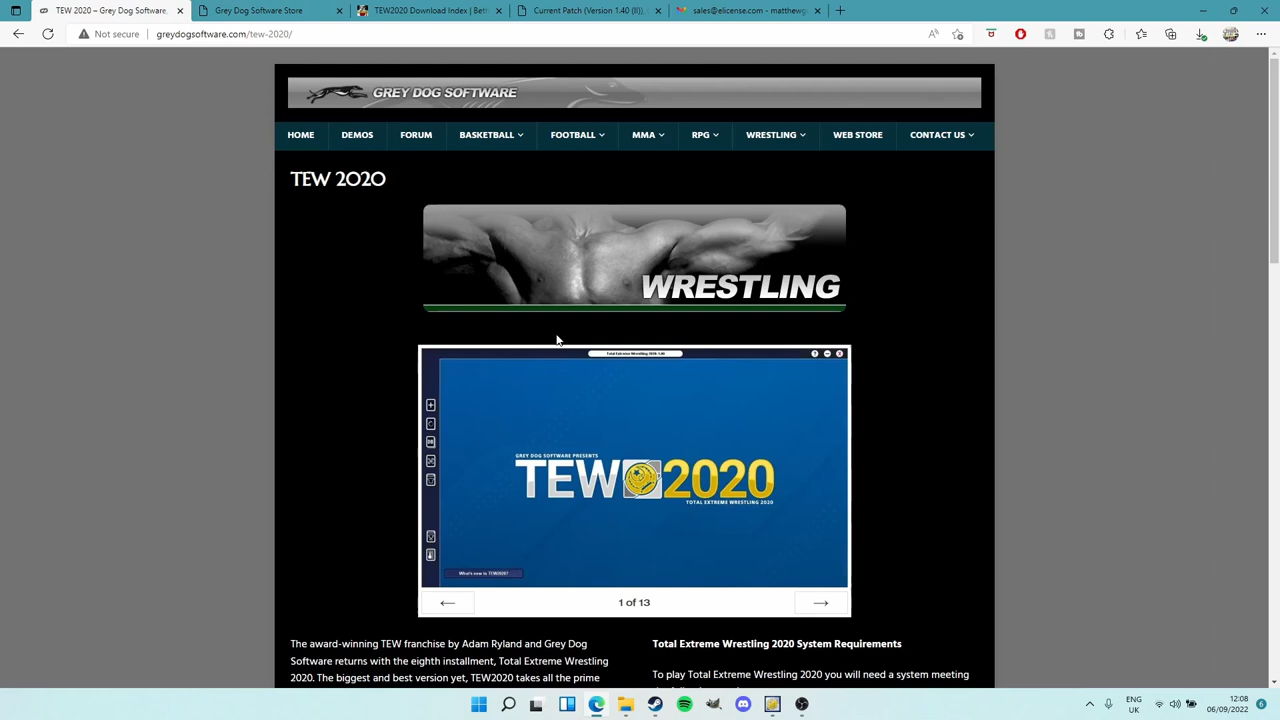 TEW 2020 – Grey Dog Software,
Grey Dog Software Store
TEW2020 Download Index | Beth
Current Patch (Version 1.40 (II)), C
sales@elicense.com - matthewge
Not secure
greydogsoftware.com/tew-2020/
GREY DOG SOFTWARE
HOME DEMOS FORUM BASKETBALL FOOTBALL MMA RPG WRESTLING WEB STORE CONTACT US
TEW 2020
WRESTLING
Total Extreme Wrestling 2020 1.40
GREY DOG SOFTWARE PRESENTS
TEW 2020
TOTAL EXTREME WRESTLING 2020
What's new to TEW2020?
1 of 13
The award-winning TEW franchise by Adam Ryland and Grey Dog
Software returns with the eighth installment, Total Extreme Wrestling
2020. The biggest and best version yet, TEW2020 takes all the prime
Total Extreme Wrestling 2020 System Requirements
To play Total Extreme Wrestling 2020 you will need a system meeting
ENG
UK
12:08
06/09/2022
6